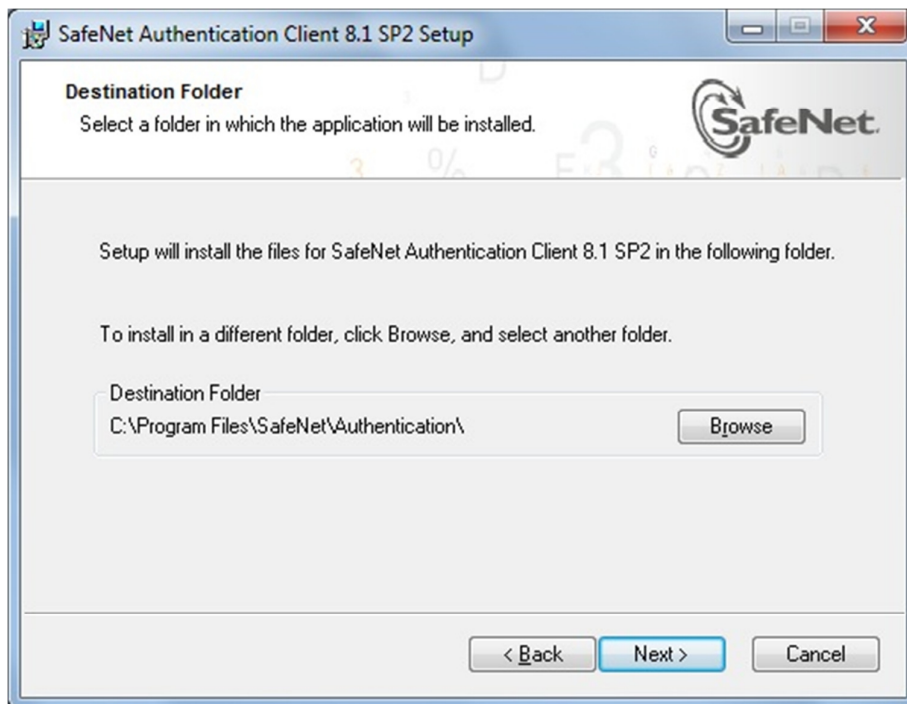 SafeNet Authentication Client 8.1 SP2 Setup
Destination Folder
Select a folder in which the application will be installed.
SafeNet.
Setup will install the files for SafeNet Authentication Client 8.1 SP2 in the following folder.
To install in a different folder, click Browse, and select another folder.
Destination Folder
C:\Program Files\SafeNet\Authentication\
Browse
< Back
Next >
Cancel